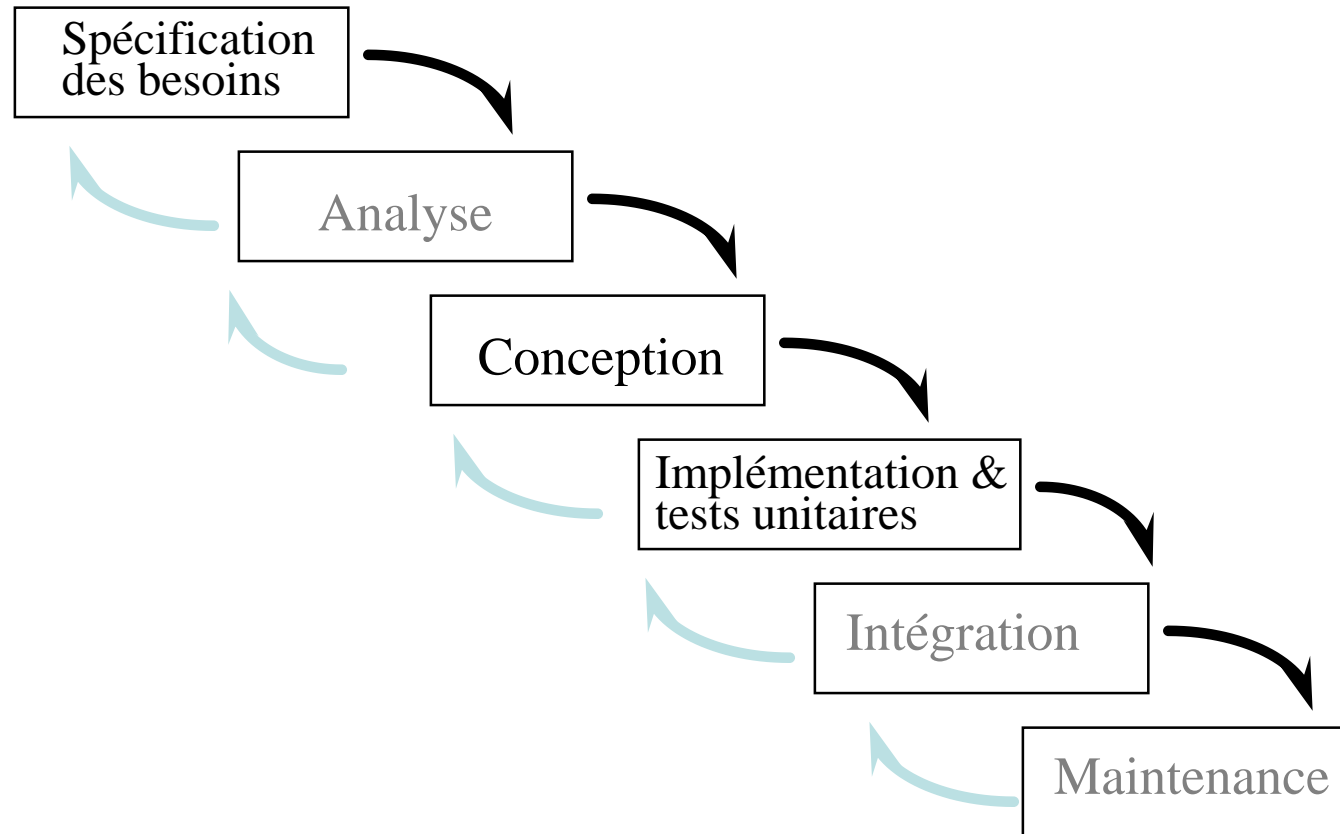 Spécification
des besoins
Analyse
Conception
Implémentation &
tests unitaires
Intégration
Maintenance